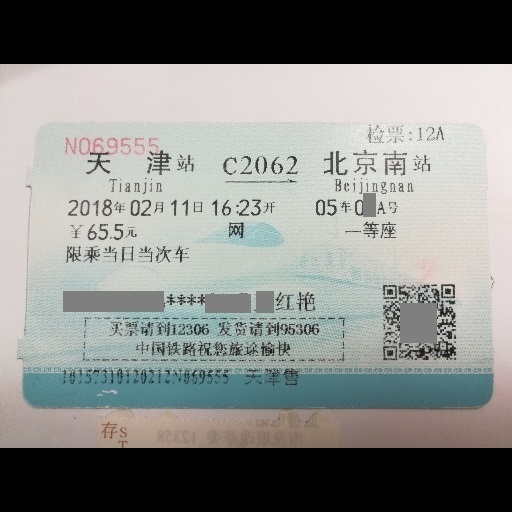 检票:12A
N069555
天津站 C2062 北京南站
Tianjin Beijingnan
2018年02月11日16:23开 05车0A号
￥65.5元 网 一等座
限乘当日当次车
****红艳
买票请到12306 发货请到95306
中国铁路祝您旅途愉快
10157310120212N069555 天津售
存S